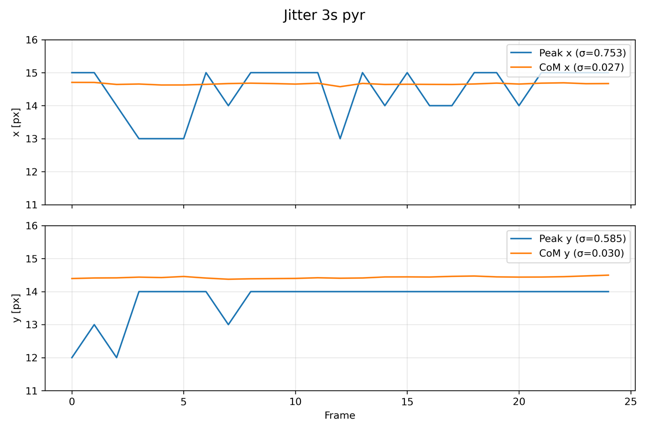 Jitter 3s pyr
16
15
14
13
12
11
x [px]
Peak x (σ=0.753)
CoM x (σ=0.027)
16
15
14
13
12
11
y [px]
Peak y (σ=0.585)
CoM y (σ=0.030)
0 5 10 15 20 25
Frame